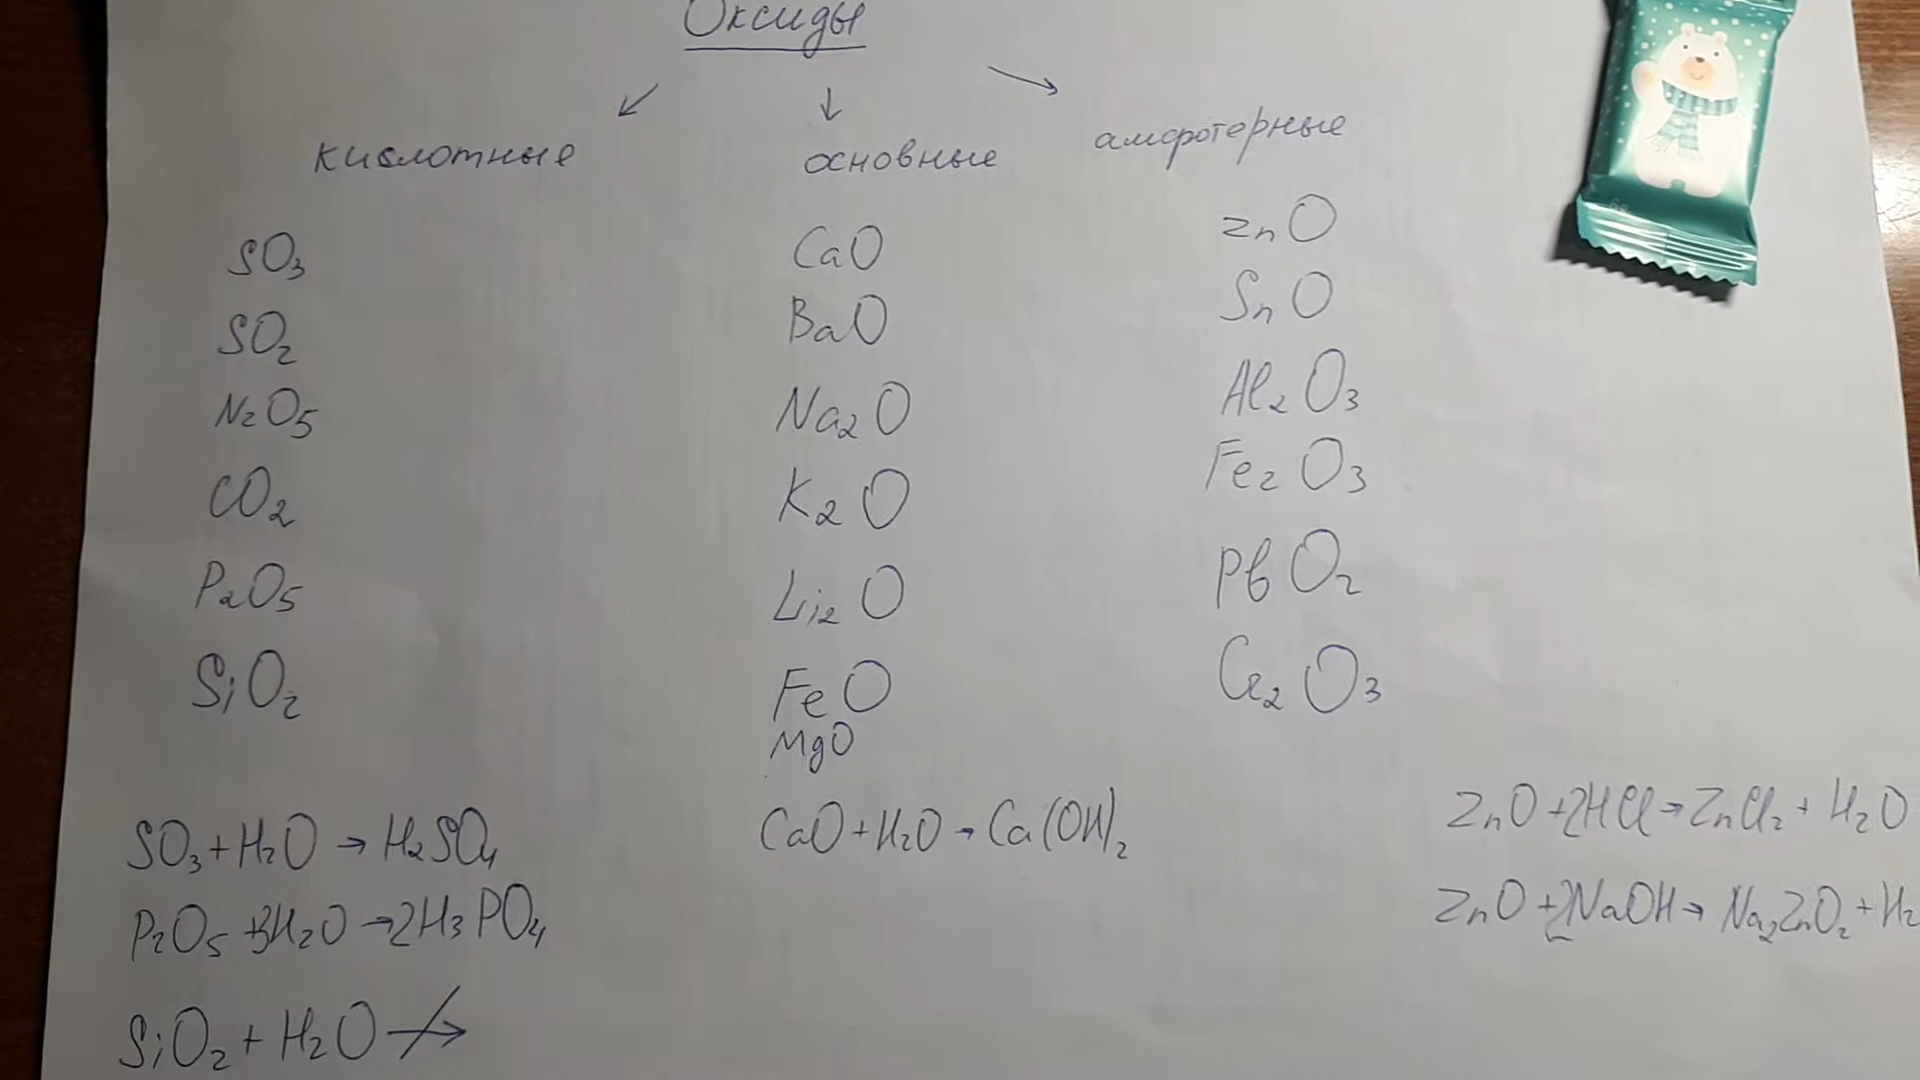 Оксиды
↙ ↓ ↘
кислотные основные амфотерные
SO₃ CaO ZnO
SO₂ BaO SnO
N₂O₅ Na₂O Al₂O₃
CO₂ K₂O Fe₂O₃
P₂O₅ Li₂O PbO₂
SiO₂ FeO Cr₂O₃
MgO
SO₃ + H₂O → H₂SO₄ CaO + H₂O → Ca(OH)₂ ZnO + 2HCl → ZnCl₂ + H₂O
P₂O₅ + 3H₂O → 2H₃PO₄ ZnO + 2NaOH → Na₂ZnO₂ + H₂
SiO₂ + H₂O ↛